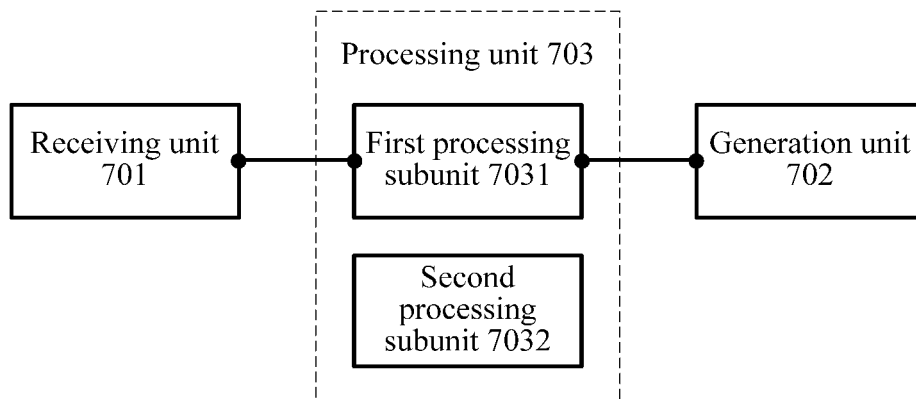 Processing unit 703
Receiving unit
701
First processing
subunit 7031
Generation unit
702
Second
processing
subunit 7032